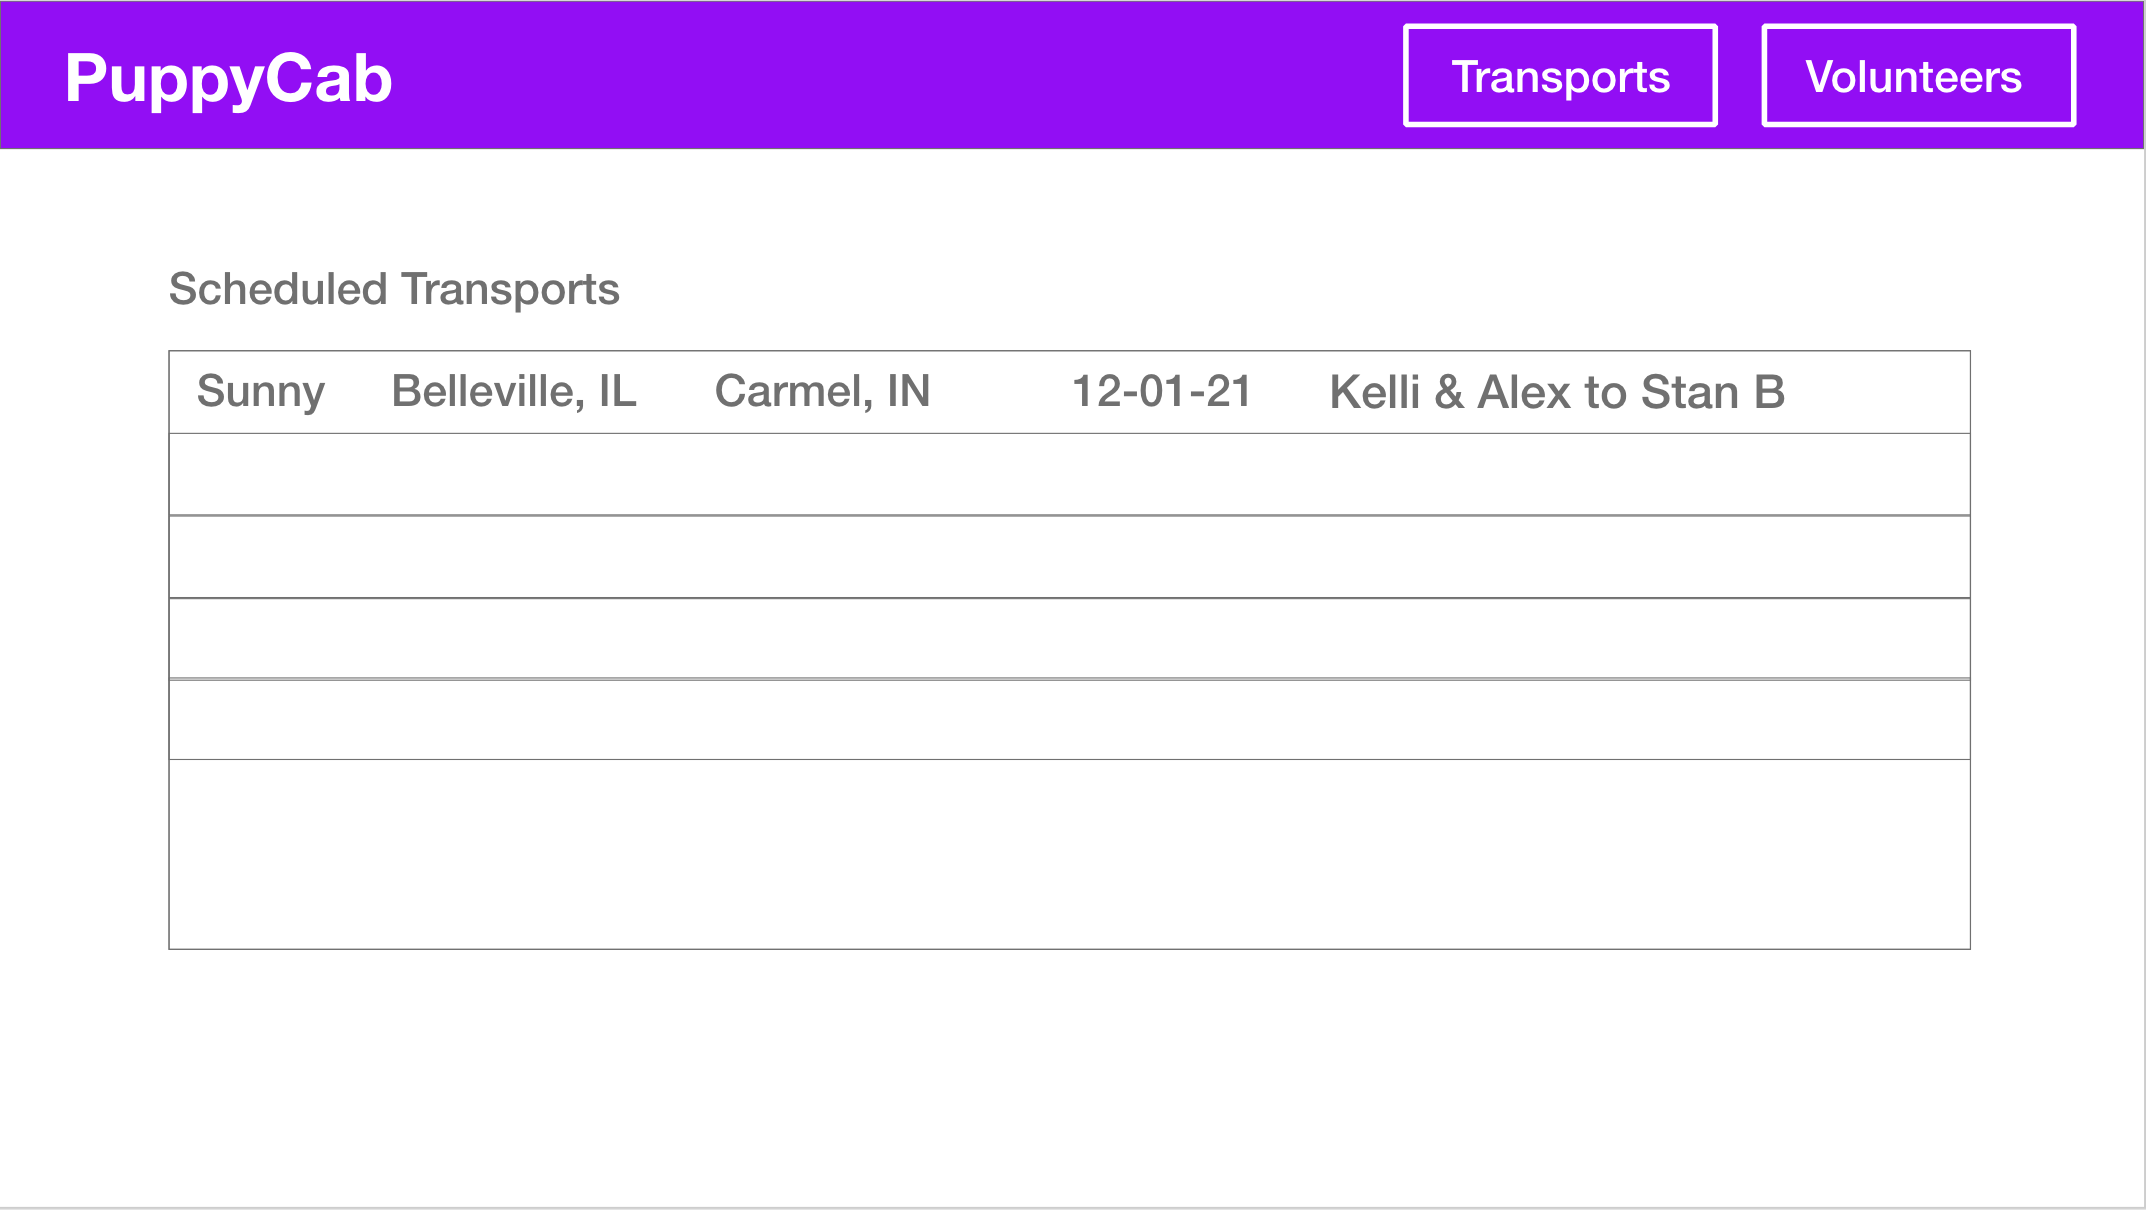 PuppyCab
Transports
Volunteers
Scheduled Transports
Sunny Belleville, IL Carmel, IN 12-01-21 Kelli & Alex to Stan B